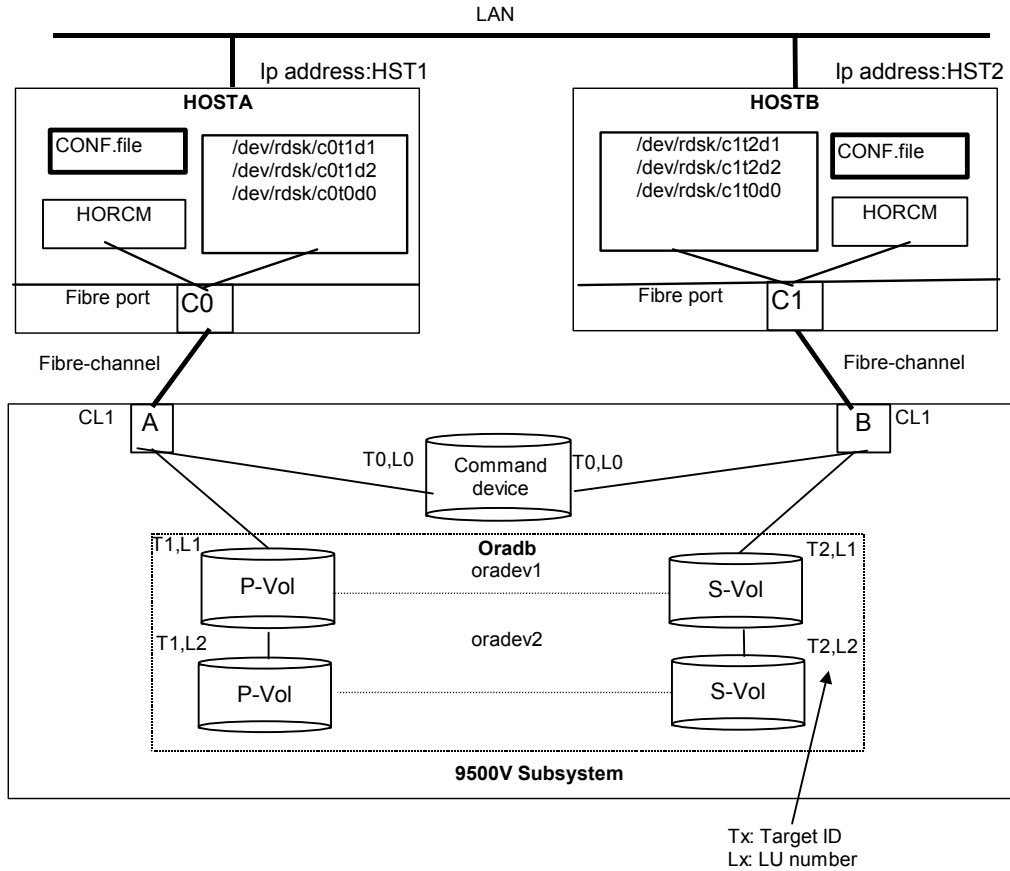 LAN
Ip address:HST1
Ip address:HST2
HOSTA
HOSTB
CONF.file
/dev/rdsk/c0t1d1
/dev/rdsk/c0t1d2
/dev/rdsk/c0t0d0
/dev/rdsk/c1t2d1
/dev/rdsk/c1t2d2
/dev/rdsk/c1t0d0
CONF.file
HORCM
HORCM
Fibre port
C0
Fibre port
C1
Fibre-channel
Fibre-channel
CL1
A
B
CL1
T0,L0
Command
device
T0,L0
T1,L1
Oradb
oradev1
T2,L1
P-Vol
S-Vol
T1,L2
oradev2
T2,L2
P-Vol
S-Vol
9500V Subsystem
Tx: Target ID
Lx: LU number